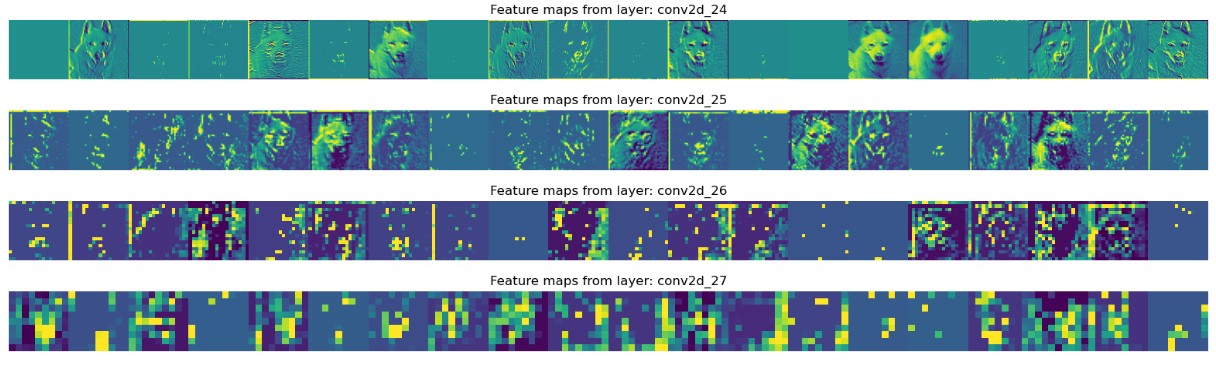 Feature maps from layer: conv2d_24
Feature maps from layer: conv2d_25
Feature maps from layer: conv2d_26
Feature maps from layer: conv2d_27